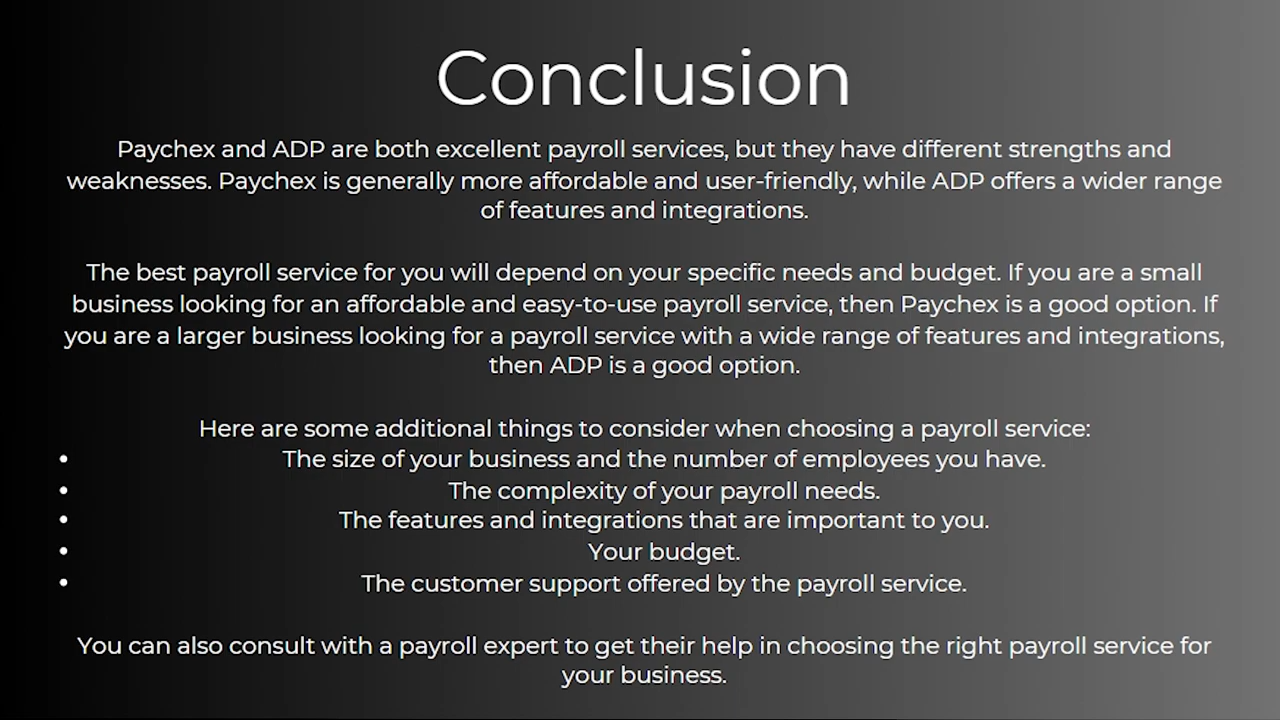 Conclusion
Paychex and ADP are both excellent payroll services, but they have different strengths and
weaknesses. Paychex is generally more affordable and user-friendly, while ADP offers a wider range
of features and integrations.
The best payroll service for you will depend on your specific needs and budget. If you are a small
business looking for an affordable and easy-to-use payroll service, then Paychex is a good option. If
you are a larger business looking for a payroll service with a wide range of features and integrations,
then ADP is a good option.
Here are some additional things to consider when choosing a payroll service:
• The size of your business and the number of employees you have.
• The complexity of your payroll needs.
• The features and integrations that are important to you.
• Your budget.
• The customer support offered by the payroll service.
You can also consult with a payroll expert to get their help in choosing the right payroll service for
your business.